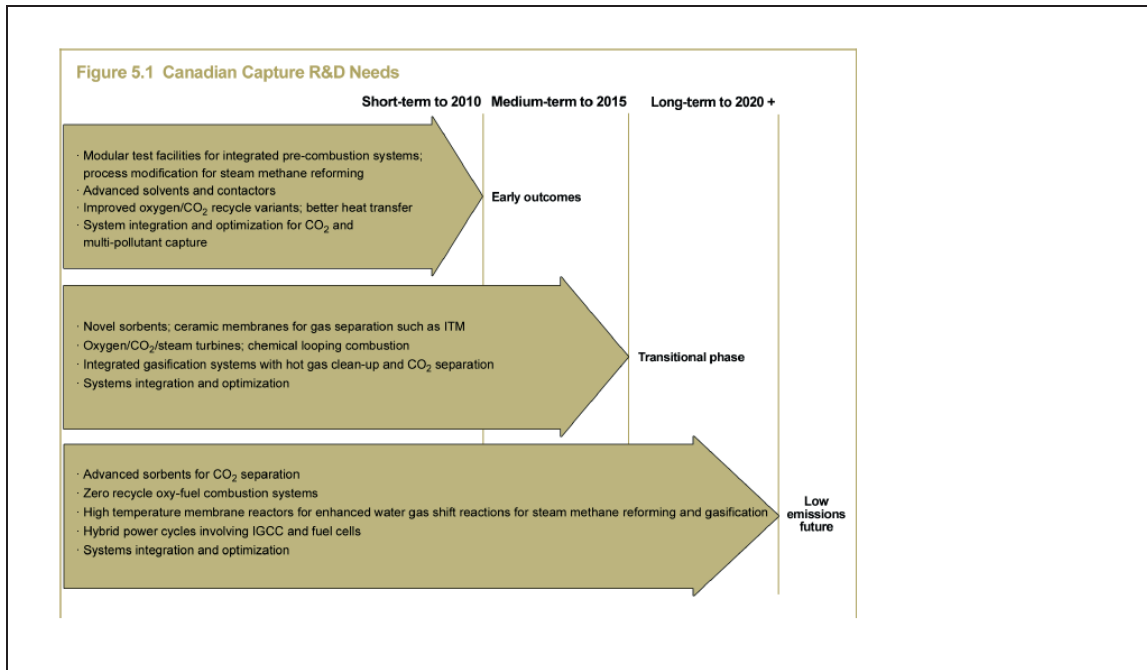 Figure 5.1 Canadian Capture R&D Needs
Short-term to 2010 Medium-term to 2015 Long-term to 2020 +
· Modular test facilities for integrated pre-combustion systems;
process modification for steam methane reforming
· Advanced solvents and contactors
· Improved oxygen/CO₂ recycle variants; better heat transfer
· System integration and optimization for CO₂ and
multi-pollutant capture
Early outcomes
· Novel sorbents; ceramic membranes for gas separation such as ITM
· Oxygen/CO₂/steam turbines; chemical looping combustion
· Integrated gasification systems with hot gas clean-up and CO₂ separation
· Systems integration and optimization
Transitional phase
· Advanced sorbents for CO₂ separation
· Zero recycle oxy-fuel combustion systems
· High temperature membrane reactors for enhanced water gas shift reactions for steam methane reforming and gasification
· Hybrid power cycles involving IGCC and fuel cells
· Systems integration and optimization
Low
emissions
future